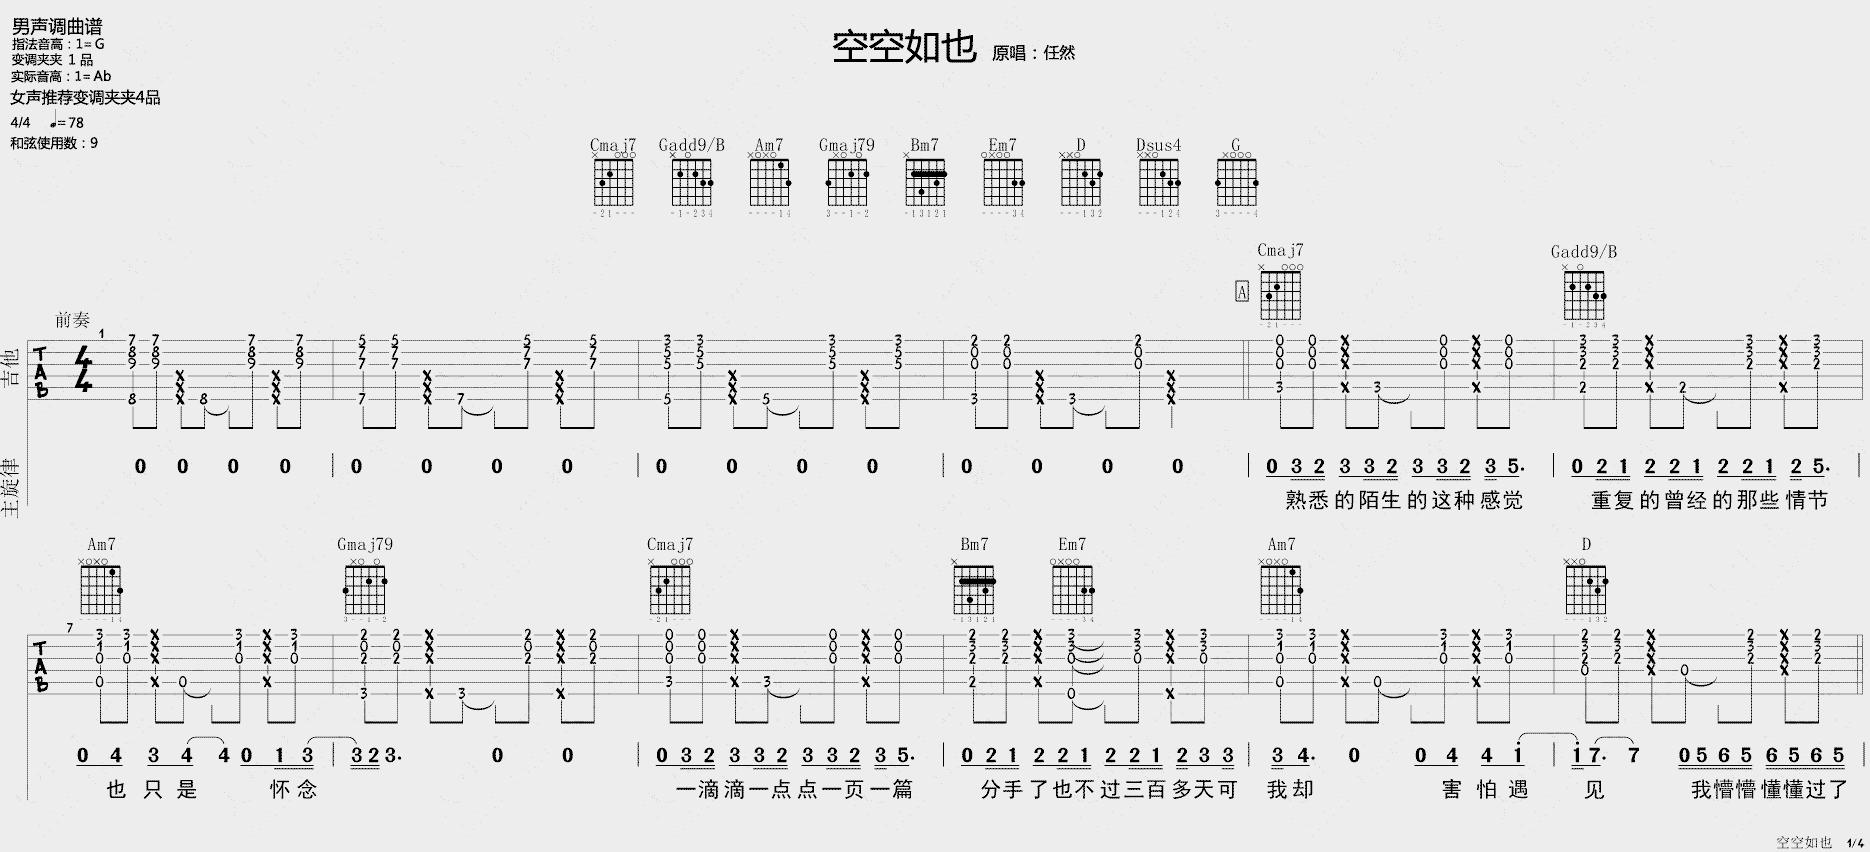 男声调曲谱
指法音高：1=G
变调夹夹 1 品
实际音高：1=Ab
女声推荐变调夹夹4品
4/4 ♩=78
和弦使用数：9
空空如也 原唱：任然
Cmaj7 Gadd9/B Am7 Gmaj79 Bm7 Em7 D Dsus4 G
Cmaj7 Gadd9/B
A
前奏
1
吉他
TAB
4/4
主旋律
0 0 0 0 | 0 0 0 0 | 0 0 0 0 | 0 0 0 0 | 0 3 2 3 3 2 3 3 2 3 5. | 0 2 1 2 2 1 2 2 1 2 5. |
熟悉的陌生的这种感觉 重复的曾经的那些情节
Am7 Gmaj79 Cmaj7 Bm7 Em7 Am7 D
7
TAB
0 4 3 4 4 0 1 3 | 3 2 3. 0 0 | 0 3 2 3 3 2 3 3 2 3 5. | 0 2 1 2 2 1 2 2 1 2 3 3 | 3 4. 0 0 4 4 i | i 7. 7 0 5 6 5 6 5 6 5 |
也只是 怀念 一滴滴一点点一页一篇 分手了也不过三百多天可 我却 害怕遇 见 我懵懵懂懂过了
空空如也 1/4